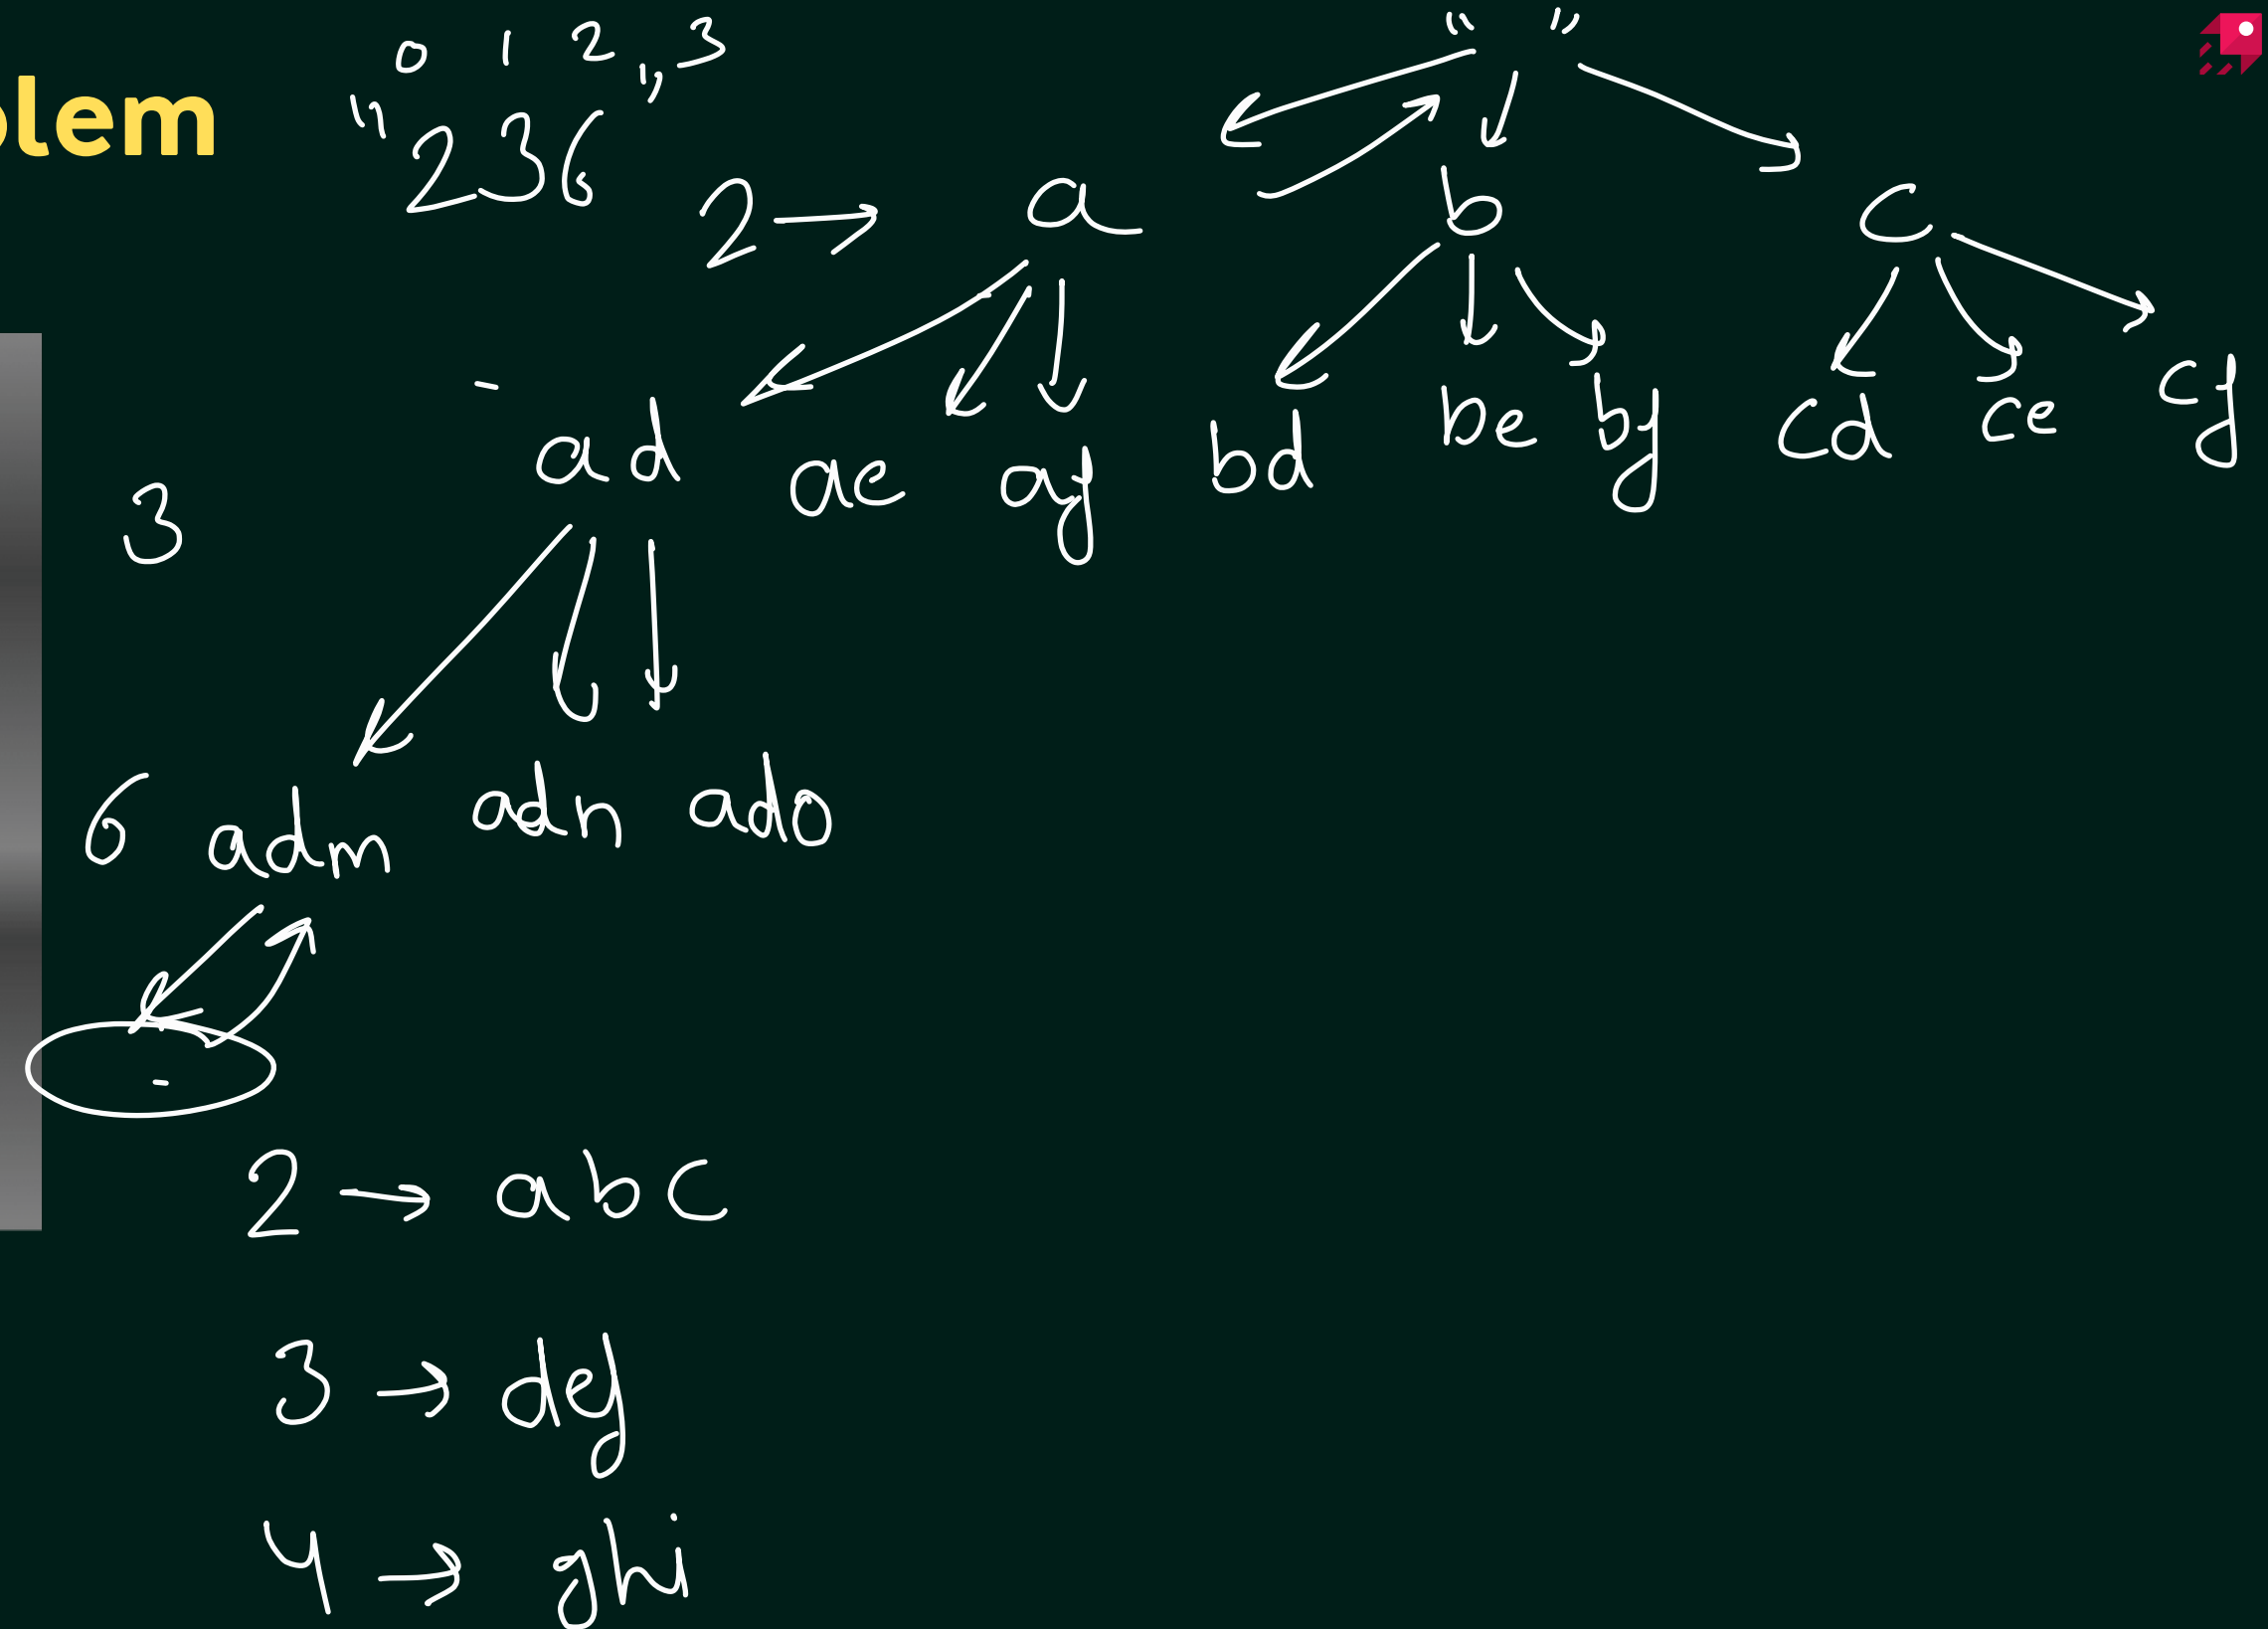 lem
0 1 2 3
"236"
" "
2 → a b c
ad ae af bd be bf cd ce cf
3
6 adm adn ado
2 → abc
3 → def
4 → ghi